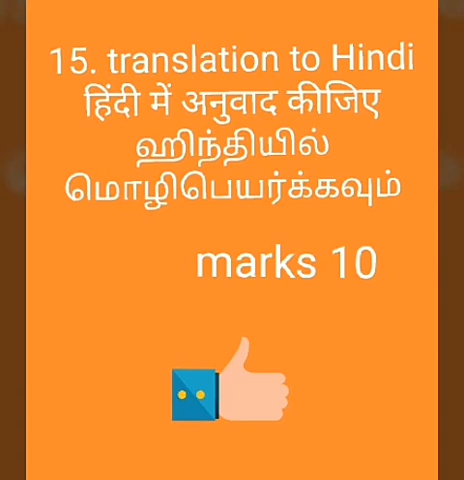 15. translation to Hindi
हिंदी में अनुवाद कीजिए
ஹிந்தியில்
மொழிபெயர்க்கவும்
marks 10